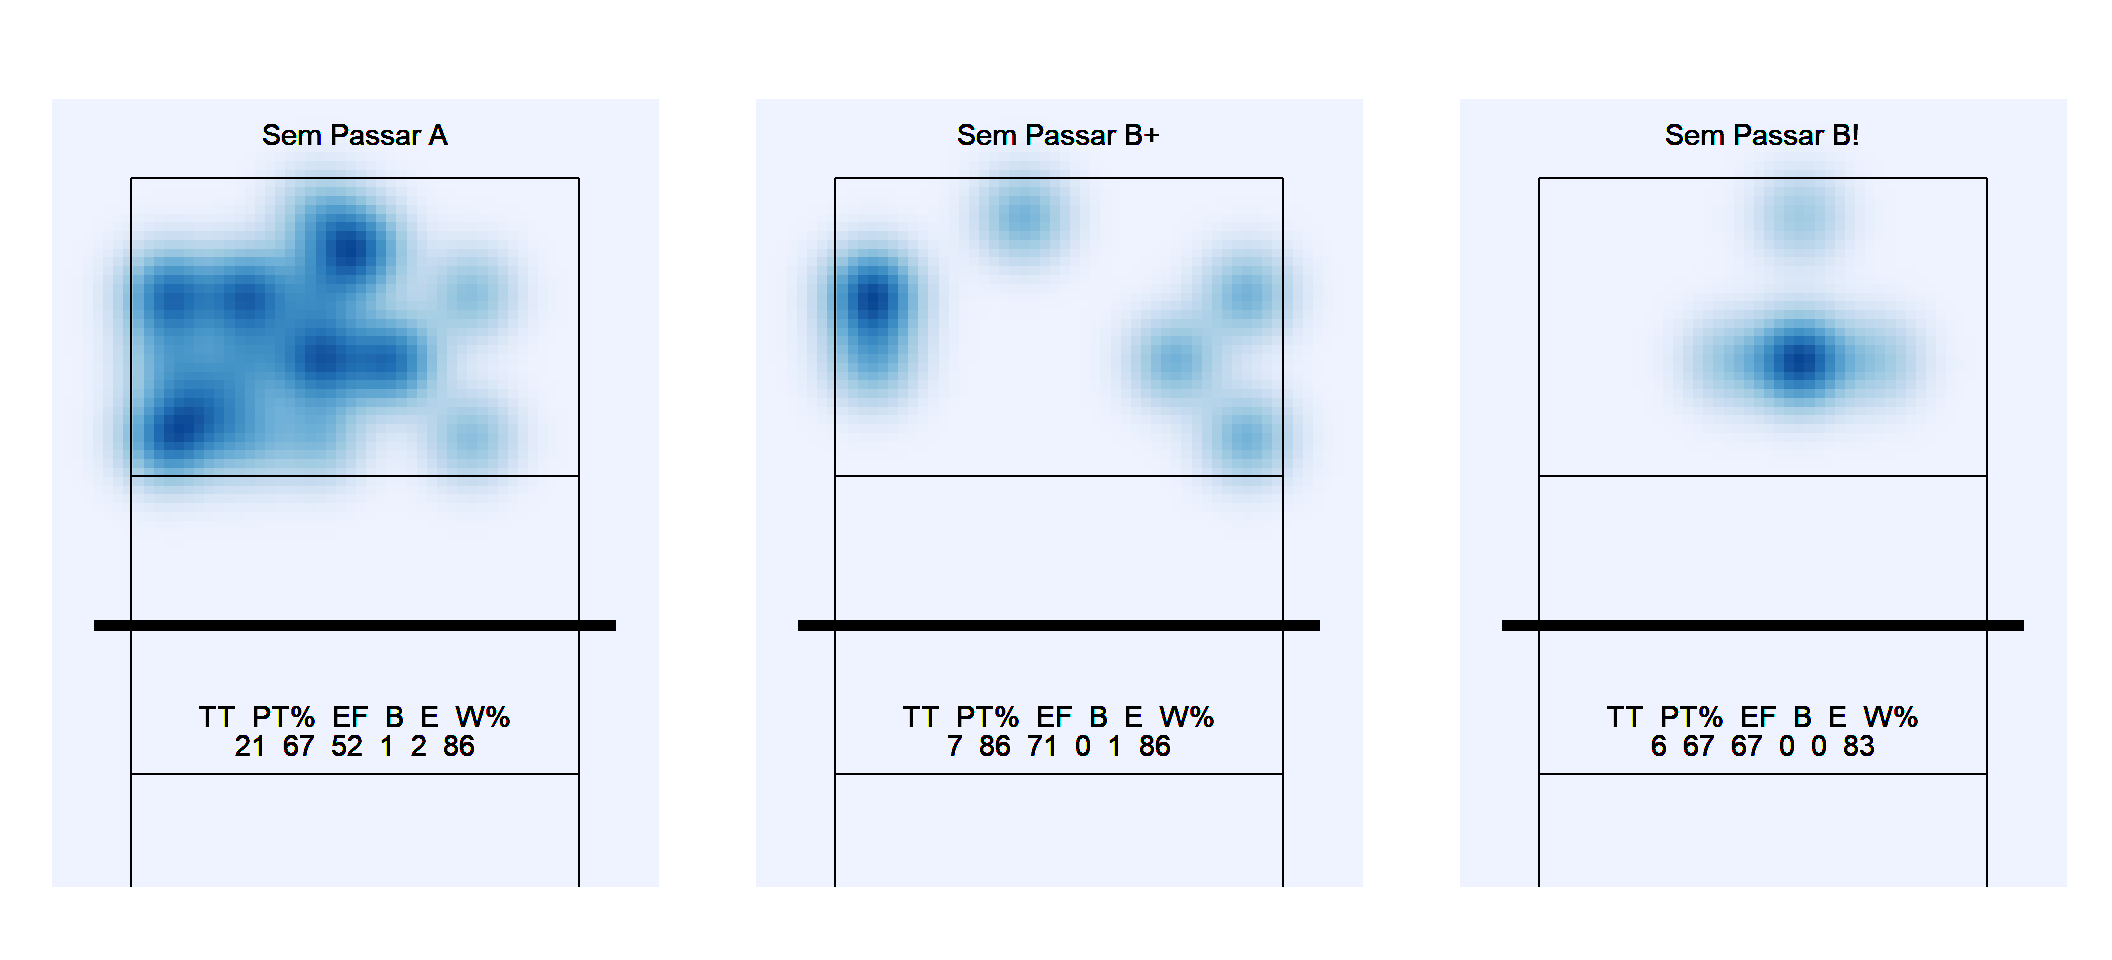 Sem Passar A
TT PT% EF B E W%
21 67 52 1 2 86
Sem Passar B+
TT PT% EF B E W%
7 86 71 0 1 86
Sem Passar B!
TT PT% EF B E W%
6 67 67 0 0 83